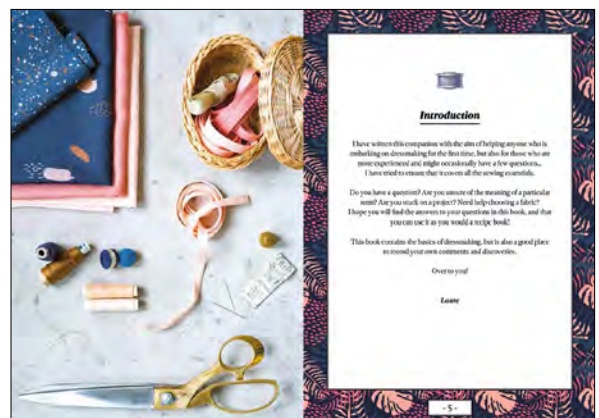 Introduction
I have written this companion with the aim of helping anyone who is
embarking on dressmaking for the first time, but also for those who are
more experienced and might occasionally have a few questions...
I have tried to ensure that it covers all the sewing essentials.
Do you have a question? Are you unsure of the meaning of a particular
term? Are you stuck on a project? Need help choosing a fabric?
I hope you will find the answers to your questions in this book, and that
you can use it as you would a recipe book!
This book contains the basics of dressmaking, but is also a good place
to record your own comments and discoveries.
Over to you!
Laure
- 5 -